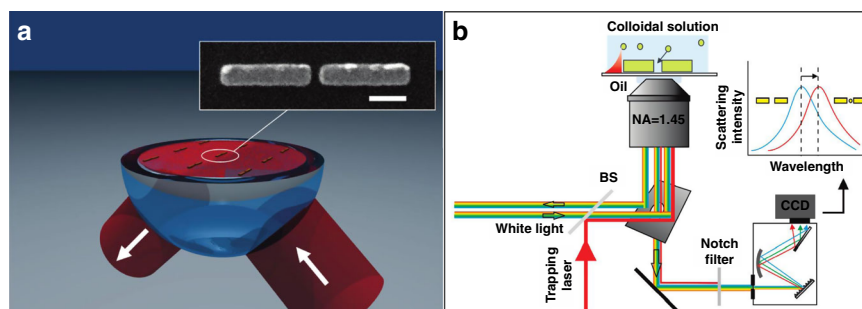 a
b
Colloidal solution
Oil
NA=1.45
BS
White light
Trapping
laser
Notch
filter
CCD
Scattering
intensity
Wavelength